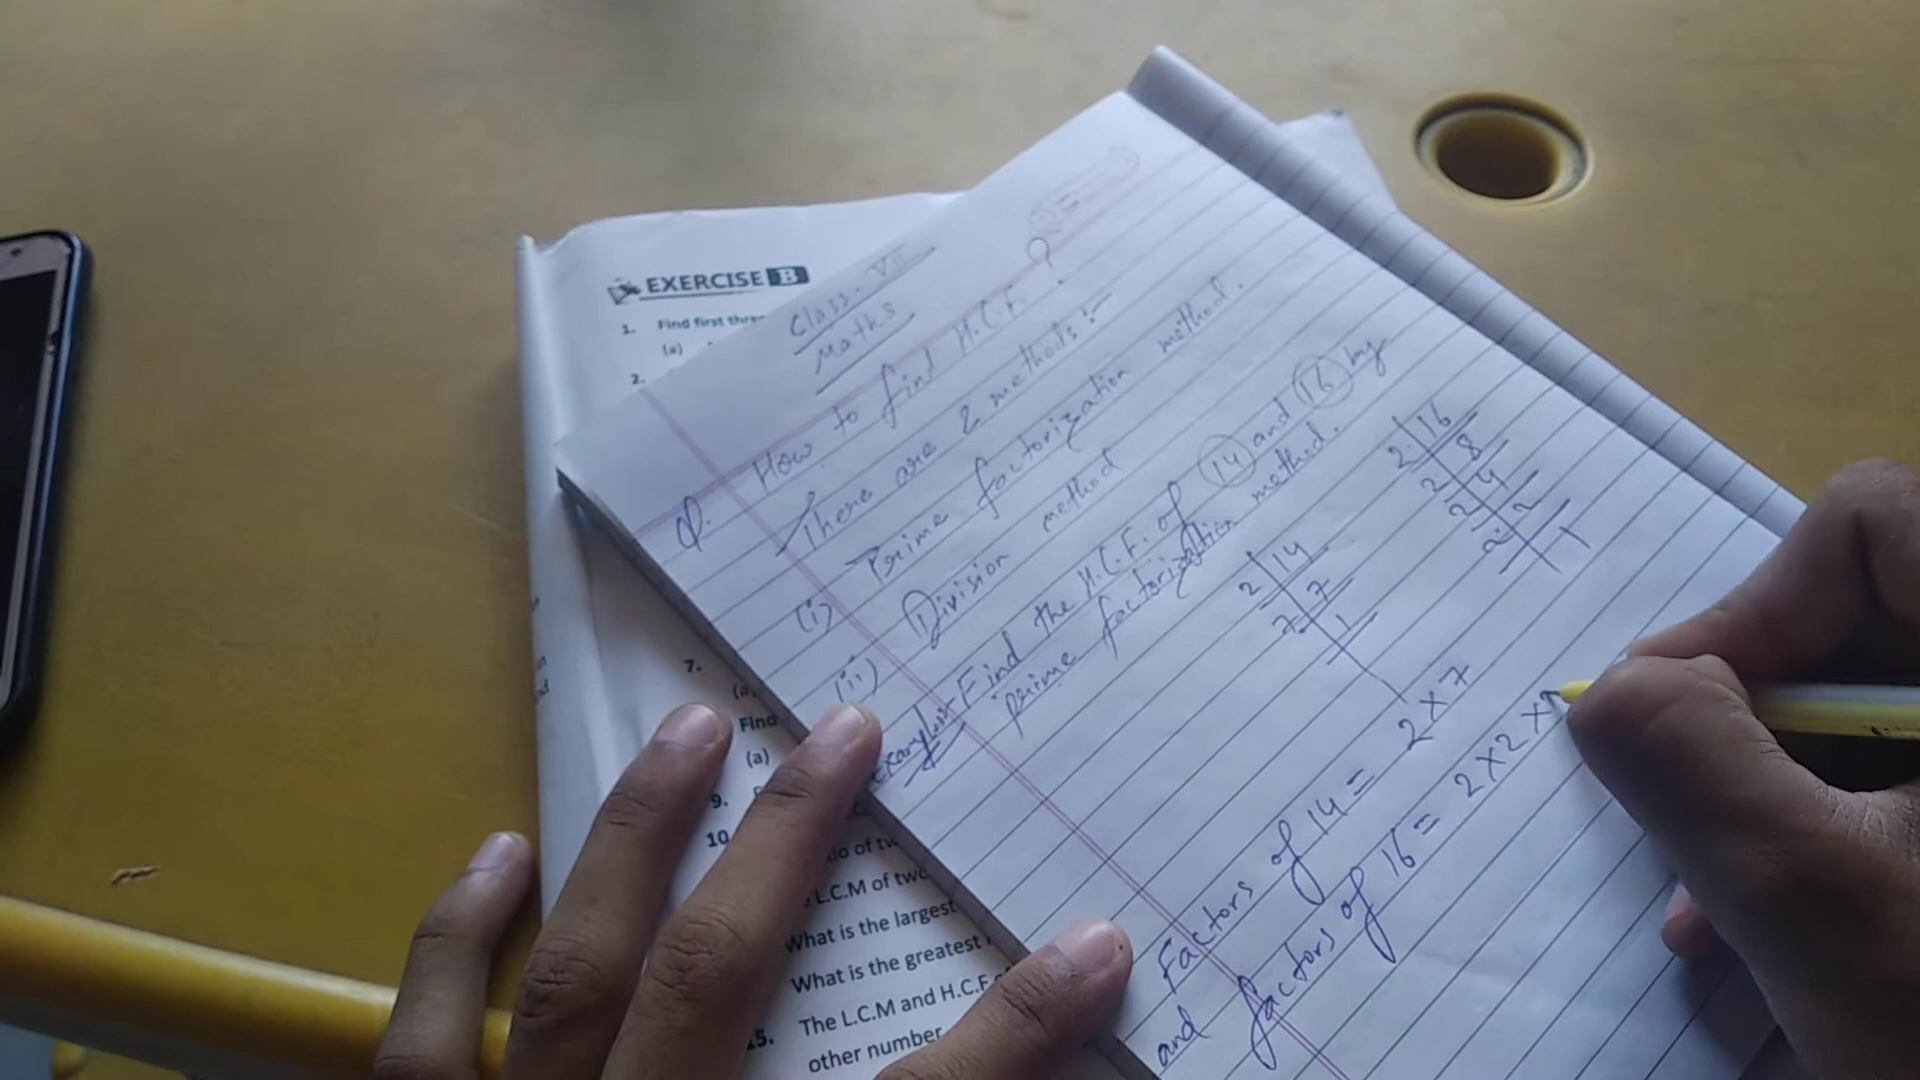 EXERCISE B
1. Find first three
(a)
2.
7.
(a)
Find
(a)
9.
10
io of tw
L.C.M of two
What is the largest
What is the greatest
15. The L.C.M and H.C.F
other number
Class - VII
Maths
Q. How to find H.C.F. ?
There are 2 methods :-
(i) Prime factorization method.
(ii) Division method
Example:- Find the H.C.F. of 14 and 16 by
prime factorization method.
2 | 14
7 | 7
1
2 | 16
2 | 8
2 | 4
2 | 2
1
Factors of 14 = 2 × 7
and factors of 16 = 2 × 2 ×